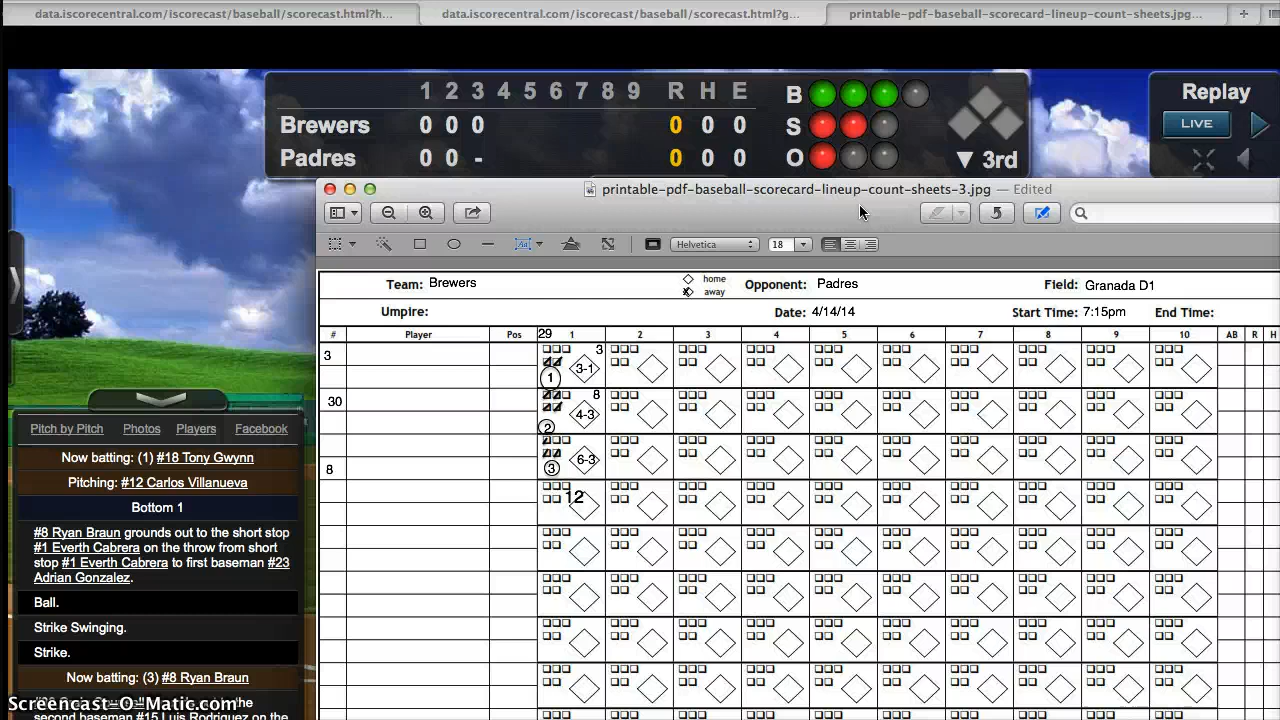 data.iscorecentral.com/iscorecast/baseball/scorecast.html?h...
data.iscorecentral.com/iscorecast/baseball/scorecast.html?g...
printable-pdf-baseball-scorecard-lineup-count-sheets.jpg...
1 2 3 4 5 6 7 8 9 R H E
Brewers 0 0 0 0 0 0
Padres 0 0 - 0 0 0
B
S
O
▼ 3rd
Replay
LIVE
printable-pdf-baseball-scorecard-lineup-count-sheets-3.jpg — Edited
Helvetica 18
Team: Brewers
home
away
Opponent: Padres
Field: Granada D1
Umpire:
Date: 4/14/14
Start Time: 7:15pm
End Time:
# Player Pos 29 1 2 3 4 5 6 7 8 9 10 AB R H
3 3
3-1
1
30 8
4-3
2
8 6-3
3
12
Pitch by Pitch Photos Players Facebook
Now batting: (1) #18 Tony Gwynn
Pitching: #12 Carlos Villanueva
Bottom 1
#8 Ryan Braun grounds out to the short stop
#1 Everth Cabrera on the throw from short
stop #1 Everth Cabrera to first baseman #23
Adrian Gonzalez.
Ball.
Strike Swinging.
Strike.
Now batting: (3) #8 Ryan Braun
second baseman #15 Luis Rodriguez on the
Screencast-O-Matic.com